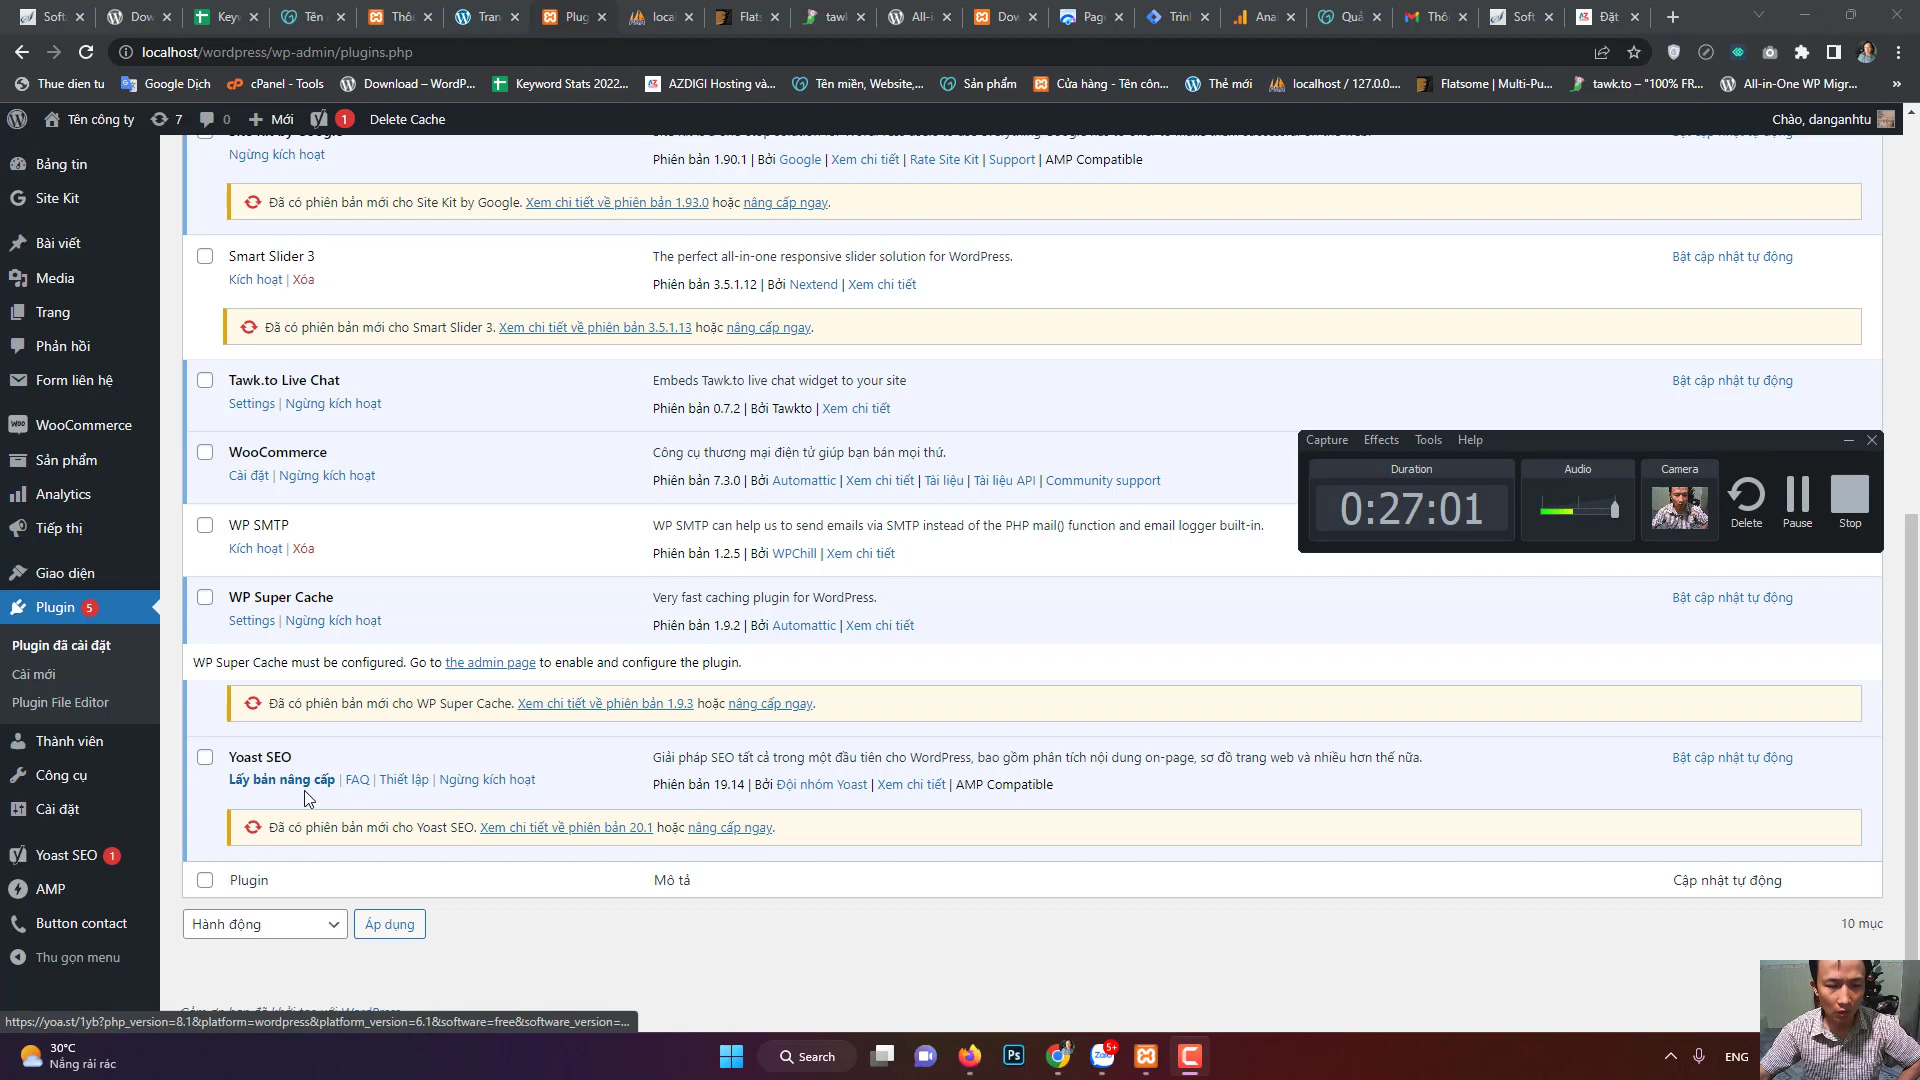 Soft
Dow
Keyw
Tên
Thô
Tran
Plug
local
Flats
tawk
All-i
Dow
Page
Trìn
Ana
Quả
Thô
Soft
Đặt
localhost/wordpress/wp-admin/plugins.php
Thue dien tu
Google Dịch
cPanel - Tools
Download – WordP...
Keyword Stats 2022...
AZDIGI Hosting và...
Tên miền, Website,...
Sản phẩm
Cửa hàng - Tên côn...
Thẻ mới
localhost / 127.0.0....
Flatsome | Multi-Pu...
tawk.to – "100% FR...
All-in-One WP Migr...
»
Tên công ty
7
0
Mới
1
Delete Cache
Chào, danganhtu
Bảng tin
Site Kit
Bài viết
Media
Trang
Phản hồi
Form liên hệ
WooCommerce
Sản phẩm
Analytics
Tiếp thị
Giao diện
Plugin 5
Plugin đã cài đặt
Cài mới
Plugin File Editor
Thành viên
Công cụ
Cài đặt
Yoast SEO 1
AMP
Button contact
Thu gọn menu
Ngừng kích hoạt
Phiên bản 1.90.1 | Bởi Google | Xem chi tiết | Rate Site Kit | Support | AMP Compatible
Đã có phiên bản mới cho Site Kit by Google. Xem chi tiết về phiên bản 1.93.0 hoặc nâng cấp ngay.
Smart Slider 3
The perfect all-in-one responsive slider solution for WordPress.
Bật cập nhật tự động
Kích hoạt | Xóa
Phiên bản 3.5.1.12 | Bởi Nextend | Xem chi tiết
Đã có phiên bản mới cho Smart Slider 3. Xem chi tiết về phiên bản 3.5.1.13 hoặc nâng cấp ngay.
Tawk.to Live Chat
Embeds Tawk.to live chat widget to your site
Bật cập nhật tự động
Settings | Ngừng kích hoạt
Phiên bản 0.7.2 | Bởi Tawkto | Xem chi tiết
WooCommerce
Công cụ thương mại điện tử giúp bạn bán mọi thứ.
Cài đặt | Ngừng kích hoạt
Phiên bản 7.3.0 | Bởi Automattic | Xem chi tiết | Tài liệu | Tài liệu API | Community support
WP SMTP
WP SMTP can help us to send emails via SMTP instead of the PHP mail() function and email logger built-in.
Kích hoạt | Xóa
Phiên bản 1.2.5 | Bởi WPChill | Xem chi tiết
WP Super Cache
Very fast caching plugin for WordPress.
Bật cập nhật tự động
Settings | Ngừng kích hoạt
Phiên bản 1.9.2 | Bởi Automattic | Xem chi tiết
WP Super Cache must be configured. Go to the admin page to enable and configure the plugin.
Đã có phiên bản mới cho WP Super Cache. Xem chi tiết về phiên bản 1.9.3 hoặc nâng cấp ngay.
Yoast SEO
Giải pháp SEO tất cả trong một đầu tiên cho WordPress, bao gồm phân tích nội dung on-page, sơ đồ trang web và nhiều hơn thế nữa.
Bật cập nhật tự động
Lấy bản nâng cấp | FAQ | Thiết lập | Ngừng kích hoạt
Phiên bản 19.14 | Bởi Đội nhóm Yoast | Xem chi tiết | AMP Compatible
Đã có phiên bản mới cho Yoast SEO. Xem chi tiết về phiên bản 20.1 hoặc nâng cấp ngay.
Plugin
Mô tả
Cập nhật tự động
Hành động
Áp dụng
10 mục
Capture
Effects
Tools
Help
Duration
Audio
Camera
0:27:01
Delete
Pause
Stop
https://yoa.st/1yb?php_version=8.1&platform=wordpress&platform_version=6.1&software=free&software_version=...
30°C
Nắng rải rác
Search
Ps
5+
Zalo
ENG